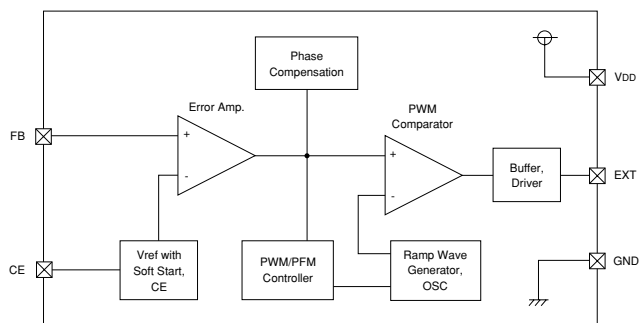 Phase
Compensation
Error Amp.
PWM
Comparator
VDD
FB
+
-
+
-
Buffer,
Driver
EXT
CE
Vref with
Soft Start,
CE
PWM/PFM
Controller
Ramp Wave
Generator,
OSC
GND